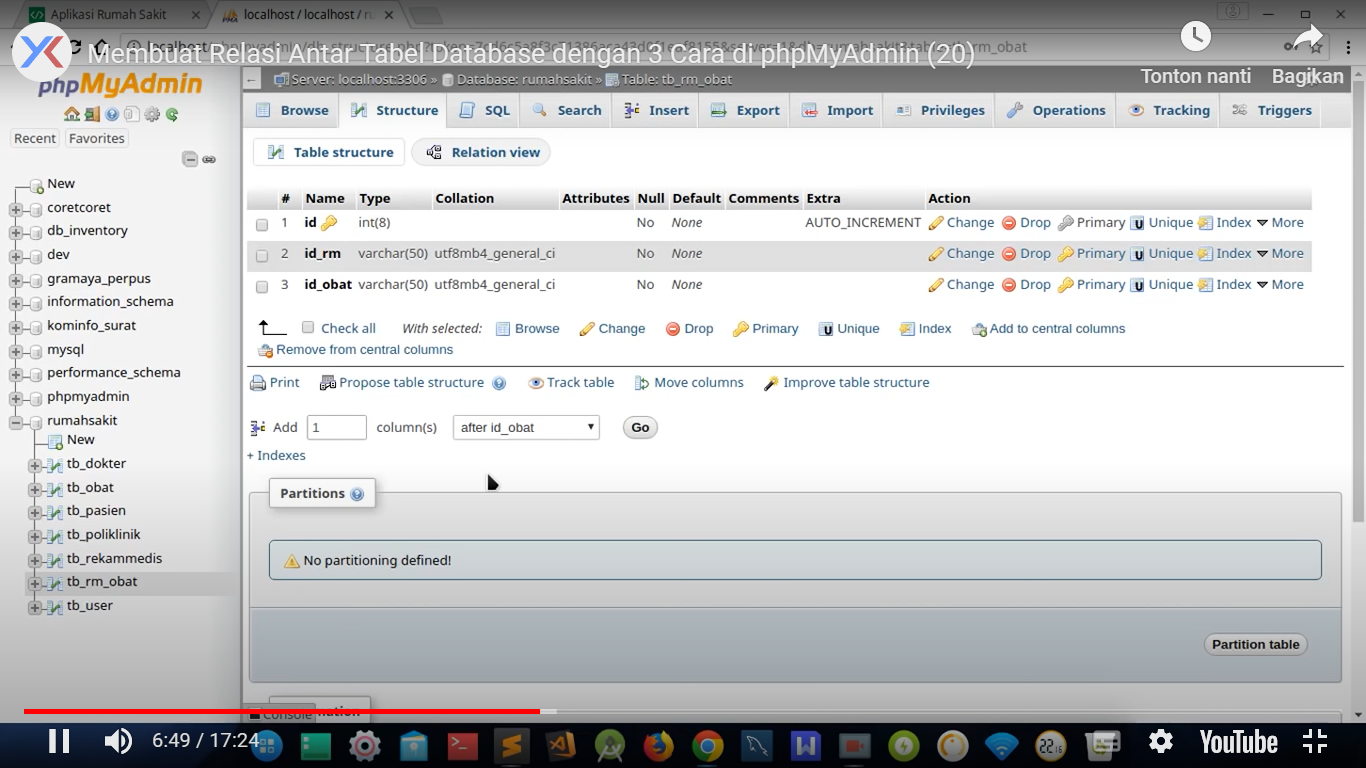 Aplikasi Rumah Sakit
localhost / localhost / ru
Membuat Relasi Antar Tabel Database dengan 3 Cara di phpMyAdmin (20)
Tonton nanti
Bagikan
phpMyAdmin
Server: localhost:3306 » Database: rumahsakit » Table: tb_rm_obat
Browse Structure SQL Search Insert Export Import Privileges Operations Tracking Triggers
Recent Favorites
Table structure Relation view
New
coretcoret
db_inventory
dev
gramaya_perpus
information_schema
kominfo_surat
mysql
performance_schema
phpmyadmin
rumahsakit
New
tb_dokter
tb_obat
tb_pasien
tb_poliklinik
tb_rekammedis
tb_rm_obat
tb_user
# Name Type Collation Attributes Null Default Comments Extra Action
1 id int(8) No None AUTO_INCREMENT Change Drop Primary Unique Index More
2 id_rm varchar(50) utf8mb4_general_ci No None Change Drop Primary Unique Index More
3 id_obat varchar(50) utf8mb4_general_ci No None Change Drop Primary Unique Index More
Check all With selected: Browse Change Drop Primary Unique Index Add to central columns
Remove from central columns
Print Propose table structure Track table Move columns Improve table structure
Add 1 column(s) after id_obat Go
+ Indexes
Partitions
No partitioning defined!
Partition table
Console
6:49 / 17:24
22:16
YouTube